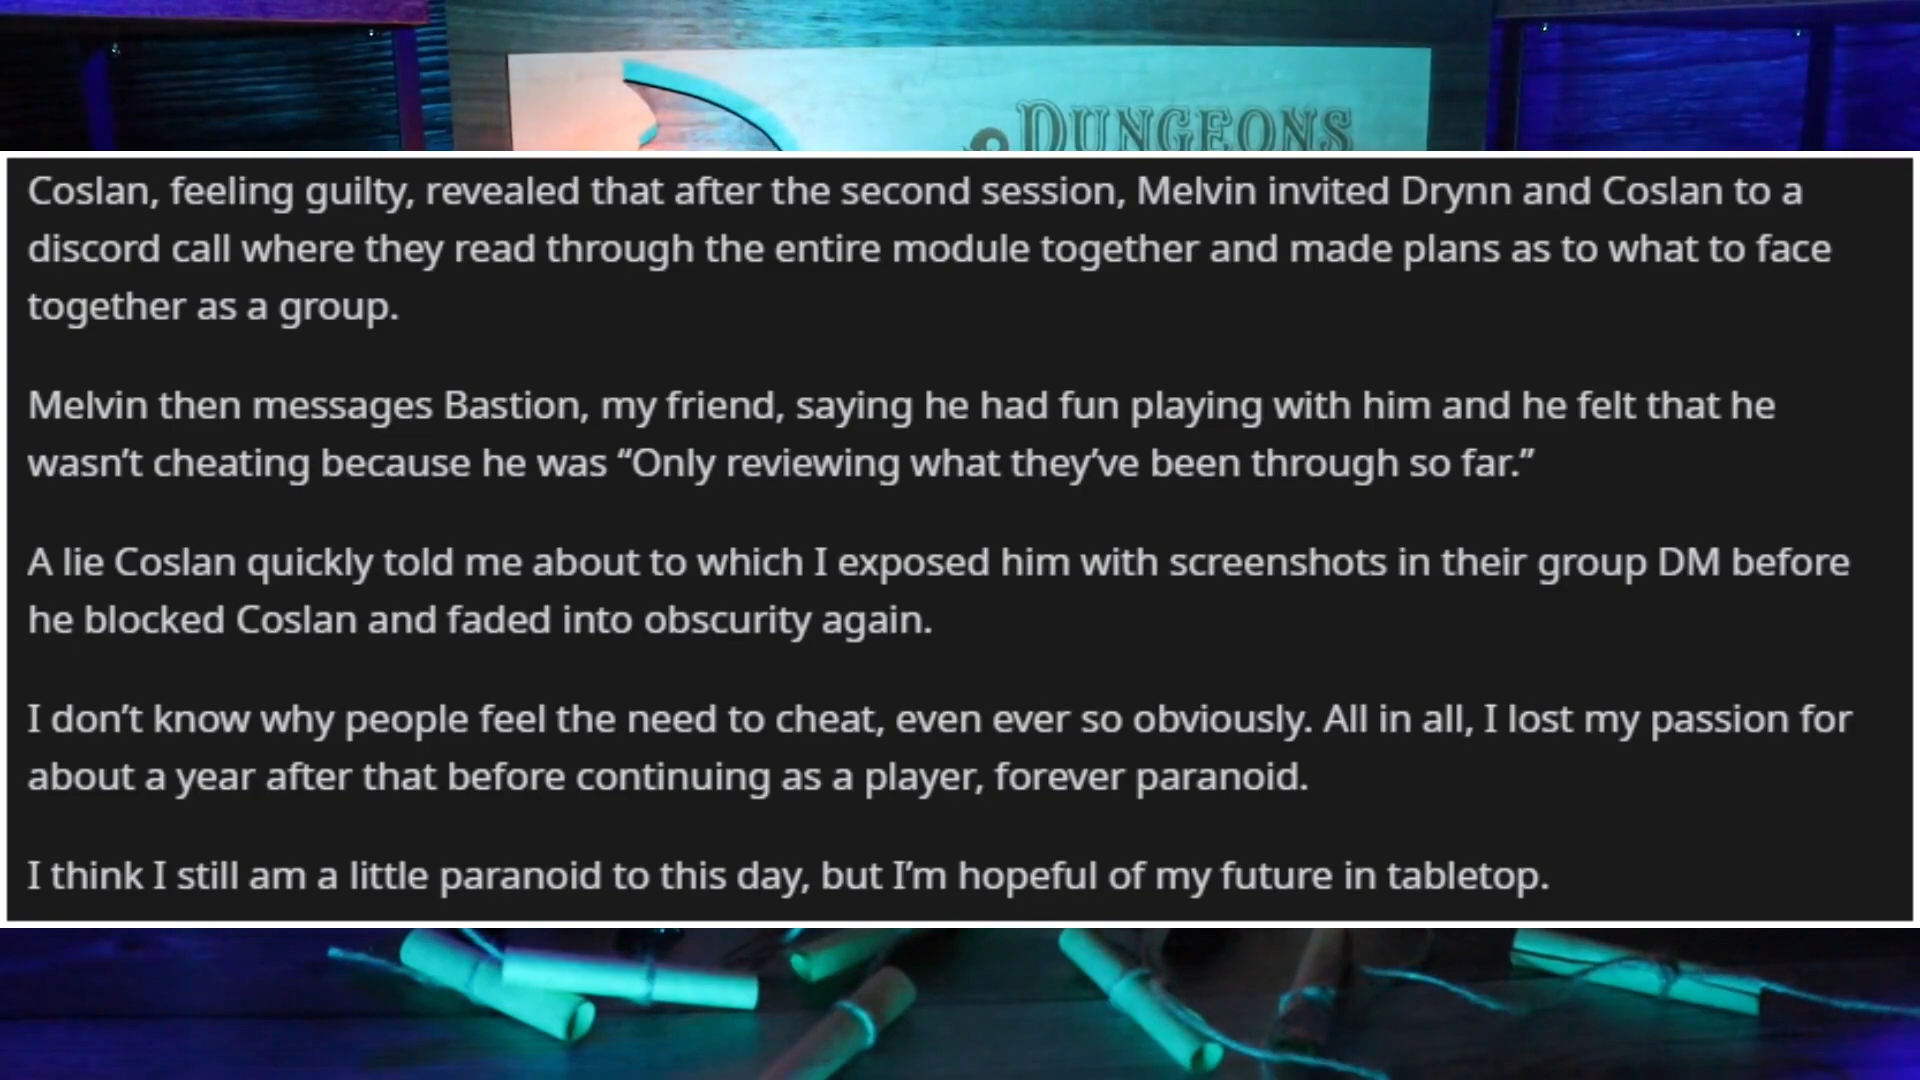 DUNGEONS
Coslan, feeling guilty, revealed that after the second session, Melvin invited Drynn and Coslan to a
discord call where they read through the entire module together and made plans as to what to face
together as a group.
Melvin then messages Bastion, my friend, saying he had fun playing with him and he felt that he
wasn’t cheating because he was “Only reviewing what they’ve been through so far.”
A lie Coslan quickly told me about to which I exposed him with screenshots in their group DM before
he blocked Coslan and faded into obscurity again.
I don’t know why people feel the need to cheat, even ever so obviously. All in all, I lost my passion for
about a year after that before continuing as a player, forever paranoid.
I think I still am a little paranoid to this day, but I’m hopeful of my future in tabletop.